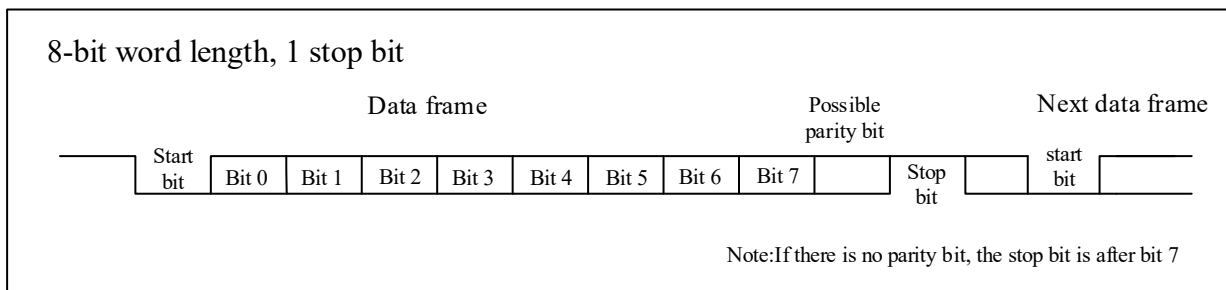 8-bit word length, 1 stop bit
Data frame
Possible
parity bit
Next data frame
Start
bit
Bit 0
Bit 1
Bit 2
Bit 3
Bit 4
Bit 5
Bit 6
Bit 7
Stop
bit
start
bit
Note:If there is no parity bit, the stop bit is after bit 7